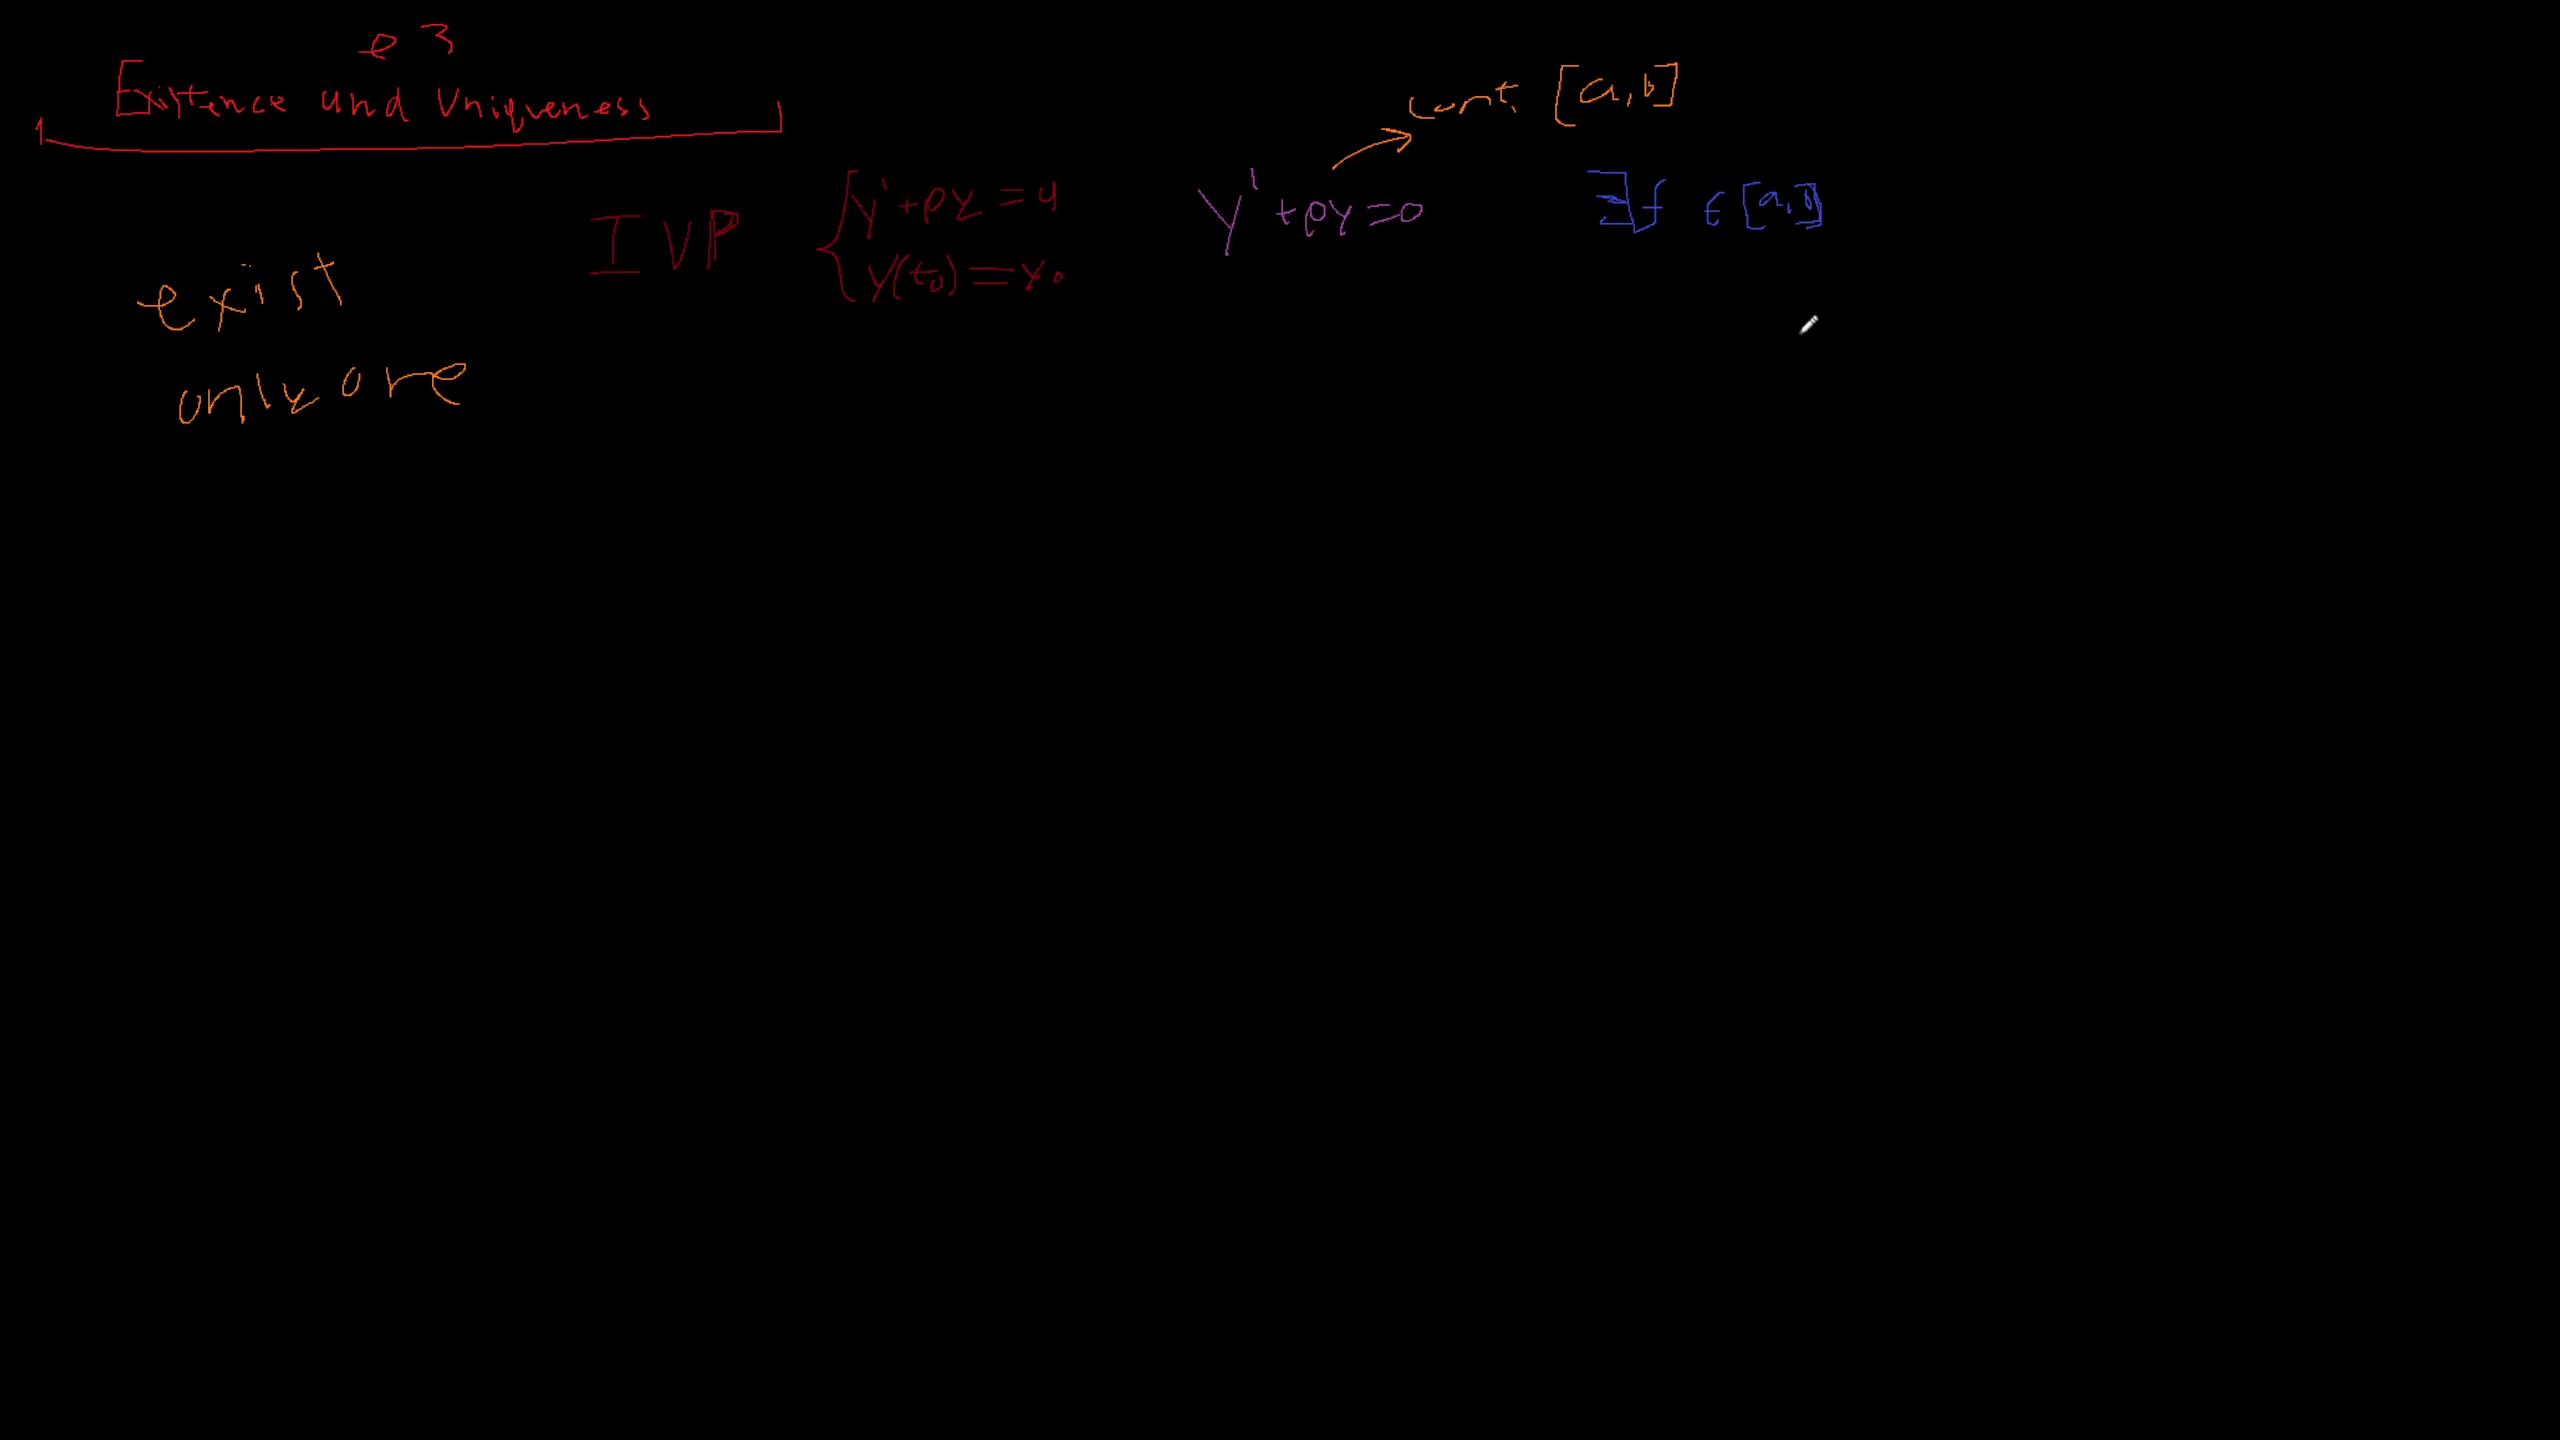 e 3
Existence und Uniqueness
cont. [a,b]
IVP
y'+py=y
y(t₀)=y₀
y'+py=0
∃f ∈ [a,b]
exist
only one